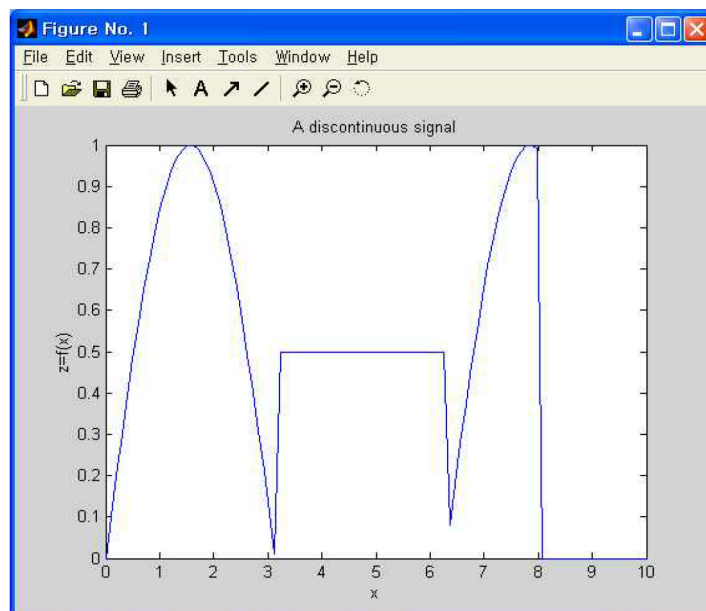 Figure No. 1
File Edit View Insert Tools Window Help
A
A discontinuous signal
1
0.9
0.8
0.7
0.6
0.5
0.4
0.3
0.2
0.1
0
z=f(x)
0 1 2 3 4 5 6 7 8 9 10
x